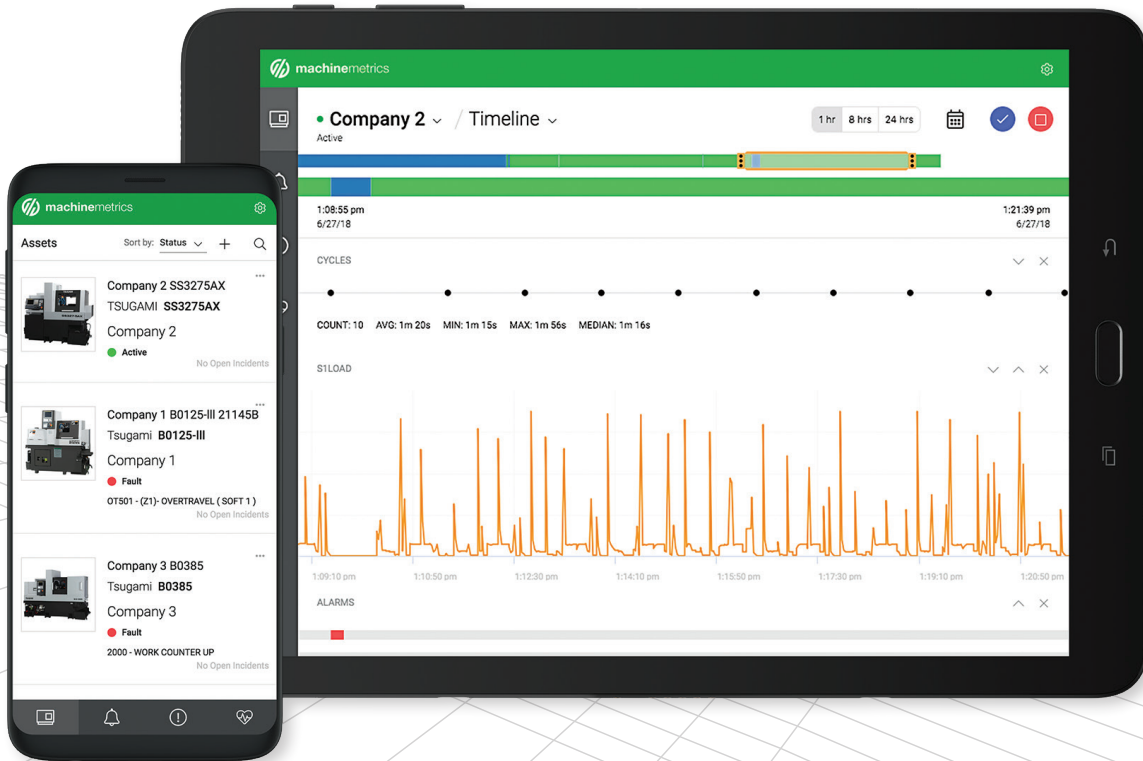 machinemetrics
Company 2 / Timeline
Active
1 hr 8 hrs 24 hrs
1:08:55 pm
6/27/18
1:21:39 pm
6/27/18
CYCLES
COUNT: 10 AVG: 1m 20s MIN: 1m 15s MAX: 1m 56s MEDIAN: 1m 16s
S1LOAD
1:09:10 pm 1:10:50 pm 1:12:30 pm 1:14:10 pm 1:15:50 pm 1:17:30 pm 1:19:10 pm 1:20:50 pm
ALARMS
machinemetrics
Assets
Sort by: Status
Company 2 SS3275AX
TSUGAMI SS3275AX
Company 2
Active
No Open Incidents
Company 1 B0125-III 21145B
Tsugami B0125-III
Company 1
Fault
OT501 - (Z1)- OVERTRAVEL ( SOFT 1 )
No Open Incidents
Company 3 B0385
Tsugami B0385
Company 3
Fault
2000 - WORK COUNTER UP
No Open Incidents